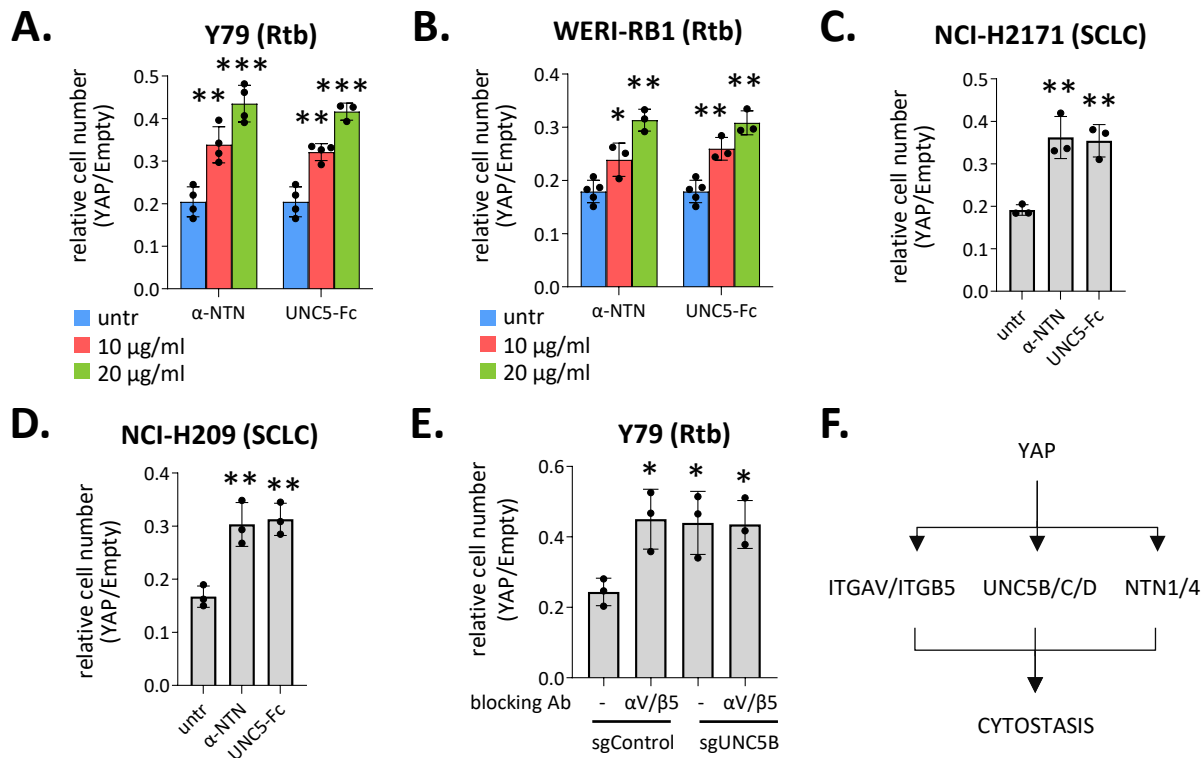 A.
Y79 (Rtb)
relative cell number
(YAP/Empty)
0.5
0.4
0.3
0.2
0.1
0.0
** *** ** ***
α-NTN UNC5-Fc
untr
10 µg/ml
20 µg/ml
B.
WERI-RB1 (Rtb)
relative cell number
(YAP/Empty)
0.4
0.3
0.2
0.1
0.0
* ** ** **
α-NTN UNC5-Fc
untr
10 µg/ml
20 µg/ml
C.
NCI-H2171 (SCLC)
relative cell number
(YAP/Empty)
0.5
0.4
0.3
0.2
0.1
0.0
** **
untr α-NTN UNC5-Fc
D.
NCI-H209 (SCLC)
relative cell number
(YAP/Empty)
0.4
0.3
0.2
0.1
0.0
** **
untr α-NTN UNC5-Fc
E.
Y79 (Rtb)
relative cell number
(YAP/Empty)
0.6
0.4
0.2
0.0
* * *
blocking Ab - αV/β5 - αV/β5
sgControl sgUNC5B
F.
YAP
ITGAV/ITGB5 UNC5B/C/D NTN1/4
CYTOSTASIS